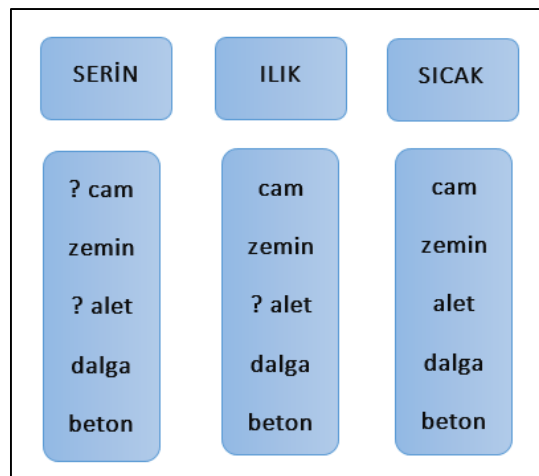 SERİN
ILIK
SICAK
? cam
zemin
? alet
dalga
beton
cam
zemin
? alet
dalga
beton
cam
zemin
alet
dalga
beton